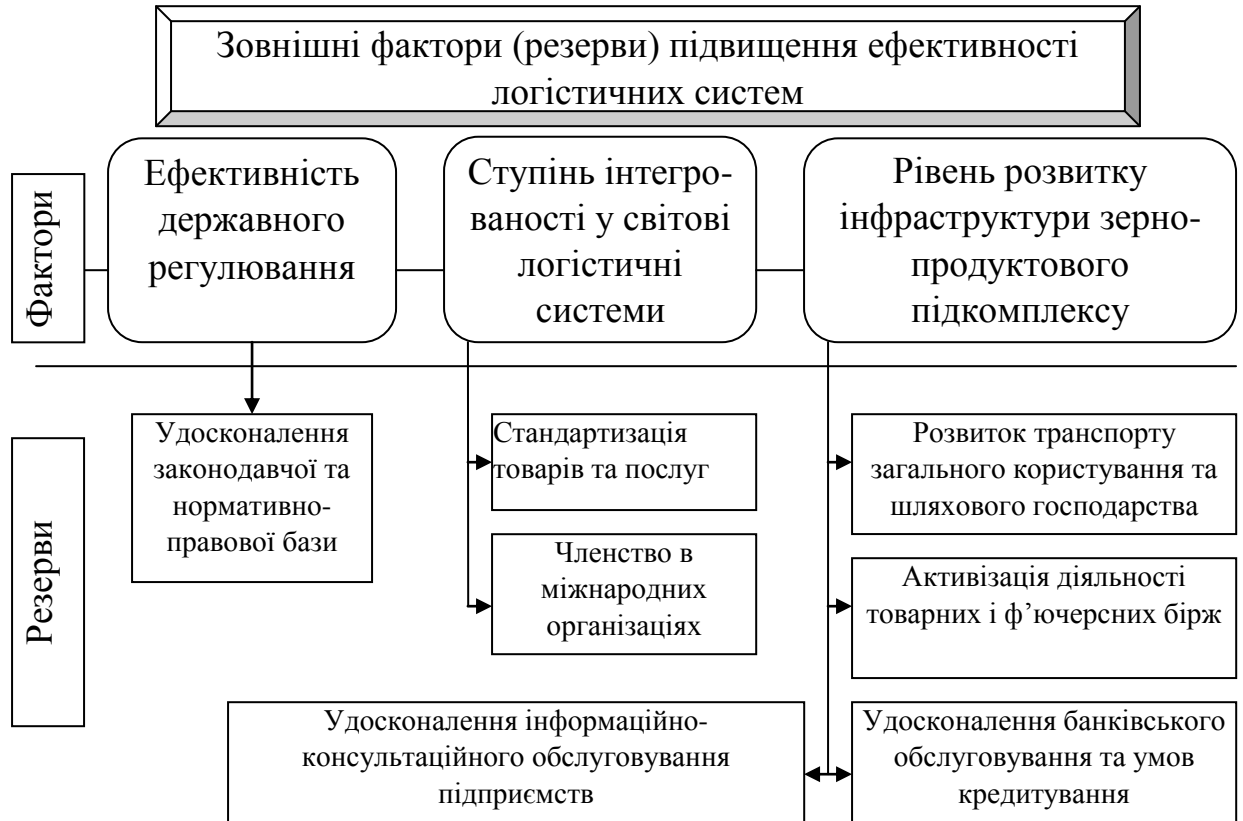 Зовнішні фактори (резерви) підвищення ефективності
логістичних систем
Фактори
Ефективність
державного
регулювання
Ступінь інтегро-
ваності у світові
логістичні
системи
Рівень розвитку
інфраструктури зерно-
продуктового
підкомплексу
Резерви
Удосконалення
законодавчої та
нормативно-
правової бази
Стандартизація
товарів та послуг
Членство в
міжнародних
організаціях
Розвиток транспорту
загального користування та
шляхового господарства
Активізація діяльності
товарних і ф’ючерсних бірж
Удосконалення інформаційно-
консультаційного обслуговування
підприємств
Удосконалення банківського
обслуговування та умов
кредитування